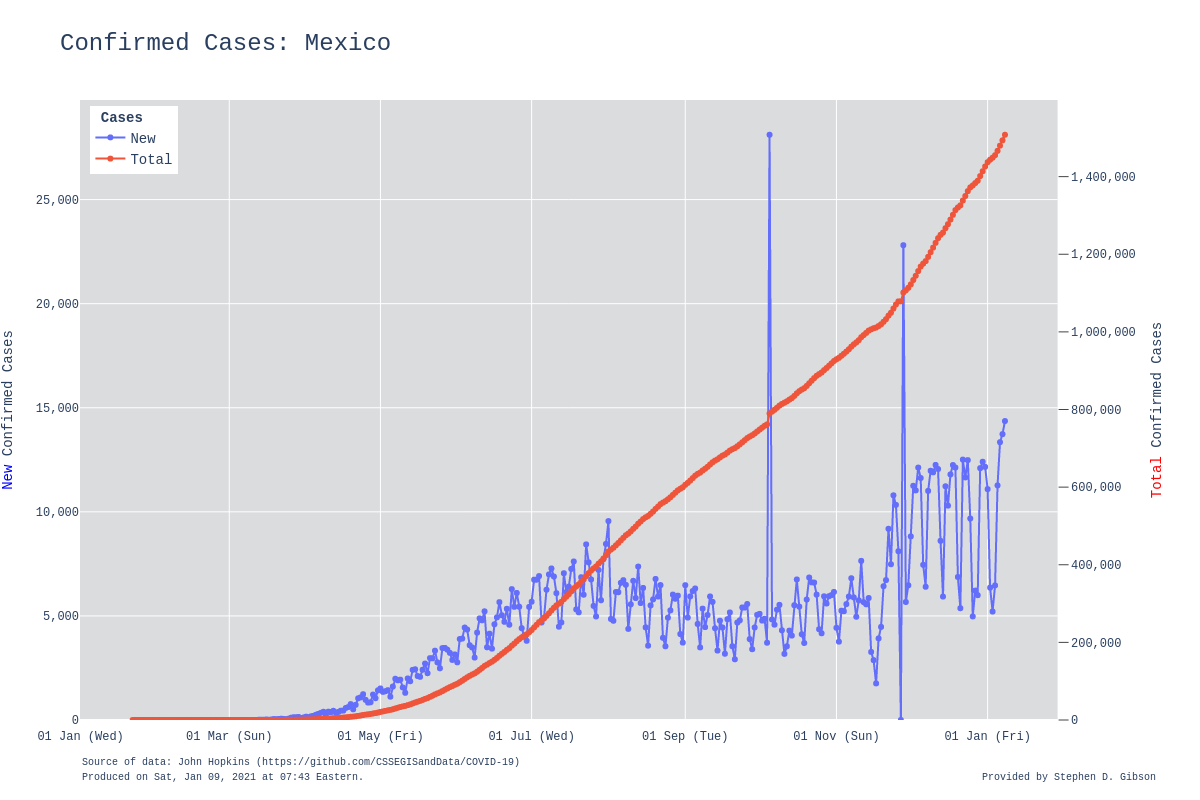 Confirmed Cases: Mexico
Cases
New
Total
25,000
20,000
15,000
10,000
5,000
0
New Confirmed Cases
1,400,000
1,200,000
1,000,000
800,000
600,000
400,000
200,000
0
Total Confirmed Cases
01 Jan (Wed)
01 Mar (Sun)
01 May (Fri)
01 Jul (Wed)
01 Sep (Tue)
01 Nov (Sun)
01 Jan (Fri)
Source of data: John Hopkins (https://github.com/CSSEGISandData/COVID-19)
Produced on Sat, Jan 09, 2021 at 07:43 Eastern.
Provided by Stephen D. Gibson